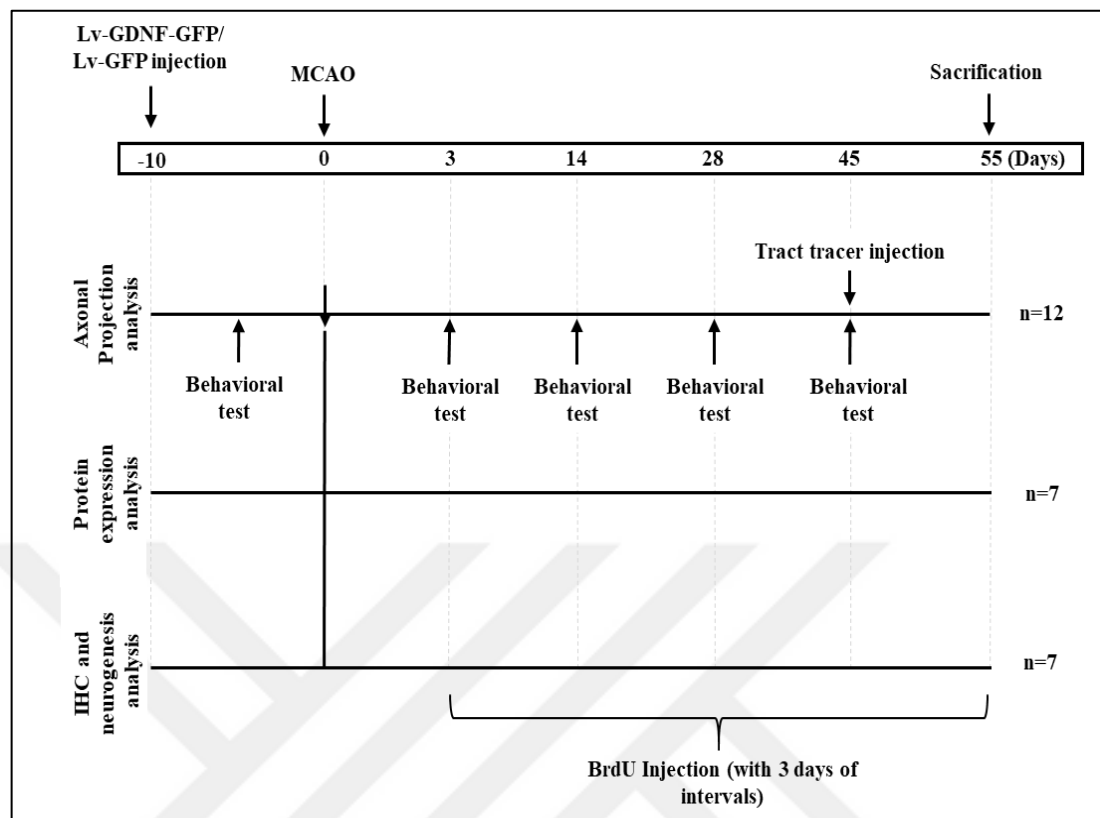 Lv-GDNF-GFP/
Lv-GFP injection
MCAO
Sacrification
-10 0 3 14 28 45 55 (Days)
Tract tracer injection
Axonal
Projection
analysis
n=12
Behavioral
test
Behavioral
test
Behavioral
test
Behavioral
test
Behavioral
test
Protein
expression
analysis
n=7
IHC and
neurogenesis
analysis
n=7
BrdU Injection (with 3 days of
intervals)